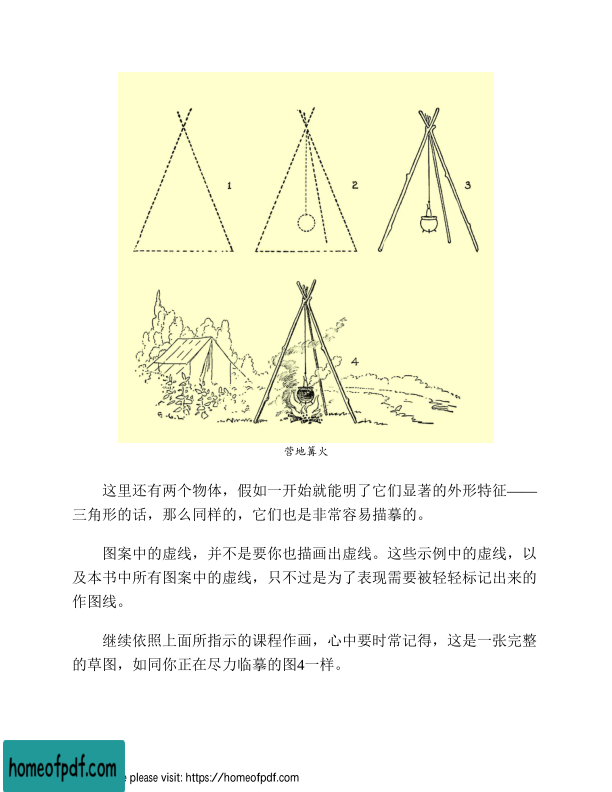 1
2
3
4
营地篝火
这里还有两个物体，假如一开始就能明了它们显著的外形特征——
三角形的话，那么同样的，它们也是非常容易描摹的。
图案中的虚线，并不是要你也描画出虚线。这些示例中的虚线，以
及本书中所有图案中的虚线，只不过是为了表现需要被轻轻标记出来的
作图线。
继续依照上面所指示的课程作画，心中要时常记得，这是一张完整
的草图，如同你正在尽力临摹的图4一样。
homeofpdf.com
please visit: https://homeofpdf.com